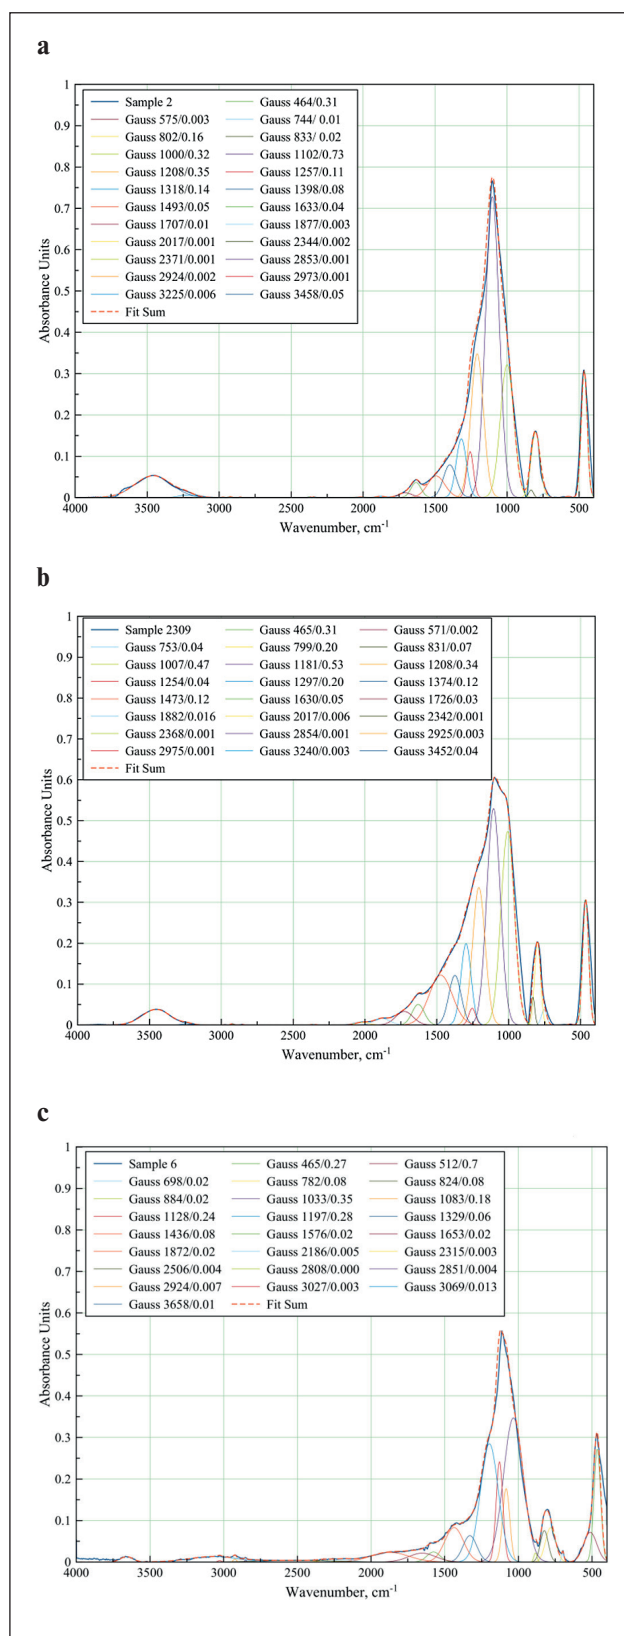 a
1
0.9
0.8
0.7
0.6
0.5
0.4
0.3
0.2
0.1
0
Absorbance Units
Sample 2 Gauss 464/0.31
Gauss 575/0.003 Gauss 744/ 0.01
Gauss 802/0.16 Gauss 833/ 0.02
Gauss 1000/0.32 Gauss 1102/0.73
Gauss 1208/0.35 Gauss 1257/0.11
Gauss 1318/0.14 Gauss 1398/0.08
Gauss 1493/0.05 Gauss 1633/0.04
Gauss 1707/0.01 Gauss 1877/0.003
Gauss 2017/0.001 Gauss 2344/0.002
Gauss 2371/0.001 Gauss 2853/0.001
Gauss 2924/0.002 Gauss 2973/0.001
Gauss 3225/0.006 Gauss 3458/0.05
Fit Sum
4000 3500 3000 2500 2000 1500 1000 500
Wavenumber, cm-1
b
1
0.9
0.8
0.7
0.6
0.5
0.4
0.3
0.2
0.1
0
Absorbance Units
Sample 2309 Gauss 465/0.31 Gauss 571/0.002
Gauss 753/0.04 Gauss 799/0.20 Gauss 831/0.07
Gauss 1007/0.47 Gauss 1181/0.53 Gauss 1208/0.34
Gauss 1254/0.04 Gauss 1297/0.20 Gauss 1374/0.12
Gauss 1473/0.12 Gauss 1630/0.05 Gauss 1726/0.03
Gauss 1882/0.016 Gauss 2017/0.006 Gauss 2342/0.001
Gauss 2368/0.001 Gauss 2854/0.001 Gauss 2925/0.003
Gauss 2975/0.001 Gauss 3240/0.003 Gauss 3452/0.04
Fit Sum
4000 3500 3000 2500 2000 1500 1000 500
Wavenumber, cm-1
c
1
0.9
0.8
0.7
0.6
0.5
0.4
0.3
0.2
0.1
0
Absorbance Units
Sample 6 Gauss 465/0.27 Gauss 512/0.7
Gauss 698/0.02 Gauss 782/0.08 Gauss 824/0.08
Gauss 884/0.02 Gauss 1033/0.35 Gauss 1083/0.18
Gauss 1128/0.24 Gauss 1197/0.28 Gauss 1329/0.06
Gauss 1436/0.08 Gauss 1576/0.02 Gauss 1653/0.02
Gauss 1872/0.02 Gauss 2186/0.005 Gauss 2315/0.003
Gauss 2506/0.004 Gauss 2808/0.000 Gauss 2851/0.004
Gauss 2924/0.007 Gauss 3027/0.003 Gauss 3069/0.013
Gauss 3658/0.01 Fit Sum
4000 3500 3000 2500 2000 1500 1000 500
Wavenumber, cm-1